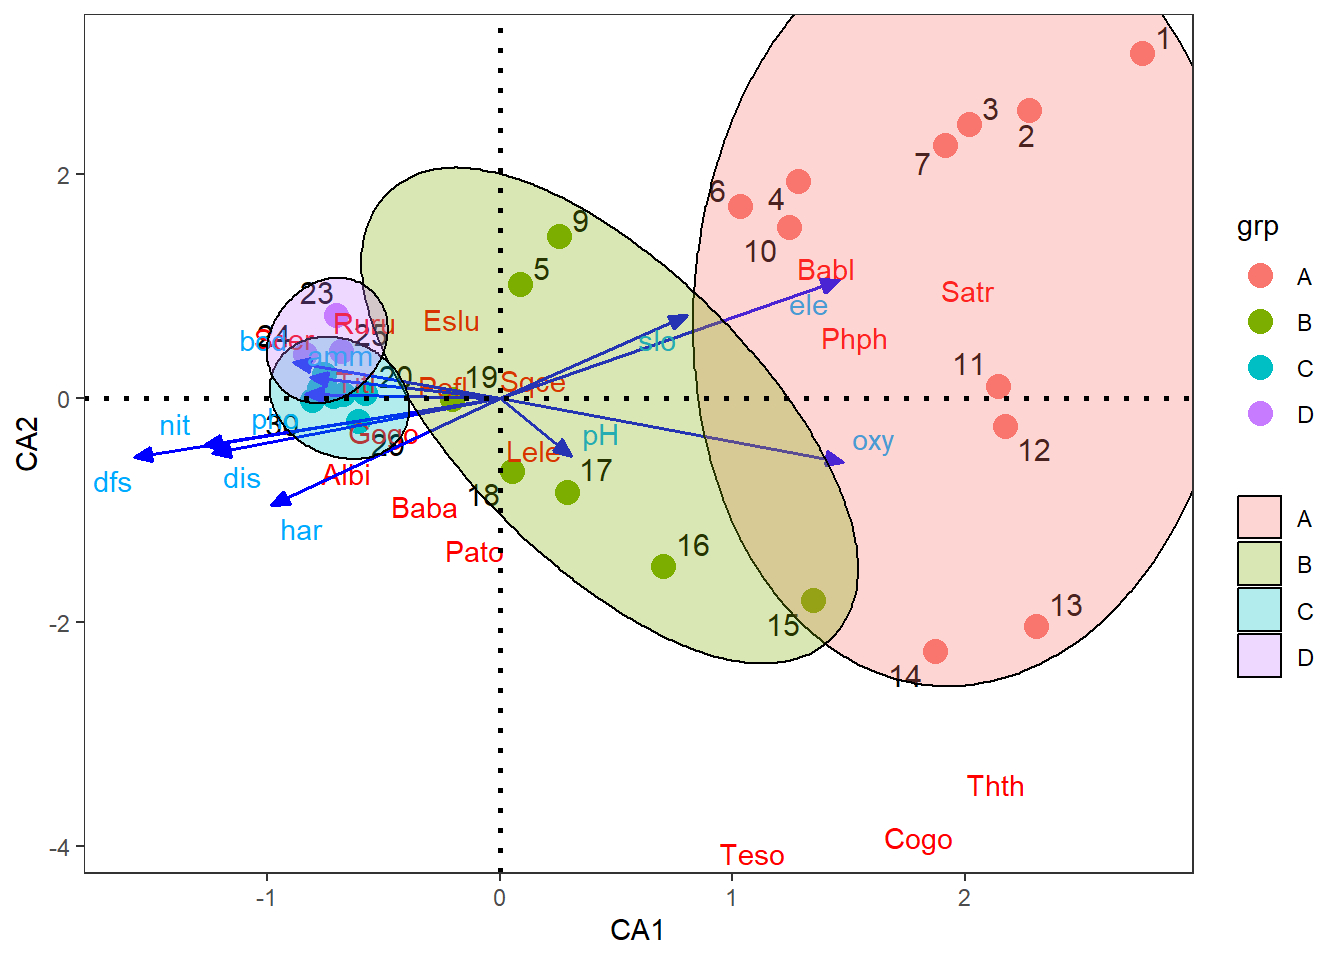 1
3
2
7
6
4
10
9
5
Babl
Satr
ele
Phph
slo
Eslu
23
Ruru
25
24
amm
11
20
19
Sqce
12
2
0
-2
-4
CA2
nit
pho
Gogo
pH
oxy
dfs
dis
Albi
Lele
17
18
Baba
har
Pato
16
15
13
14
Thth
Cogo
Teso
-1
0
1
2
CA1
grp
A
B
C
D
A
B
C
D